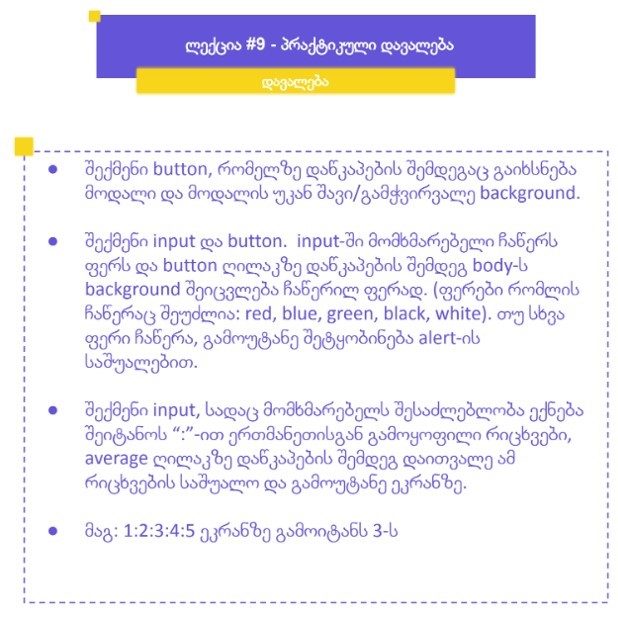 ლექცია #9 - პრაქტიკული დავალება
დავალება
● შექმენი button, რომელზე დაწკაპების შემდეგაც გაიხსნება
მოდალი და მოდალის უკან შავი/გამჭვირვალე background.
● შექმენი input და button. input-ში მომხმარებელი ჩაწერს
ფერს და button ღილაკზე დაწკაპების შემდეგ body-ს
background შეიცვლება ჩაწერილ ფერად. (ფერები რომლის
ჩაწერაც შეუძლია: red, blue, green, black, white). თუ სხვა
ფერი ჩაწერა, გამოუტანე შეტყობინება alert-ის
საშუალებით.
● შექმენი input, სადაც მომხმარებელს შესაძლებლობა ექნება
შეიტანოს “:”-ით ერთმანეთისგან გამოყოფილი რიცხვები,
average ღილაკზე დაწკაპების შემდეგ დაითვალე ამ
რიცხვების საშუალო და გამოუტანე ეკრანზე.
● მაგ: 1:2:3:4:5 ეკრანზე გამოიტანს 3-ს